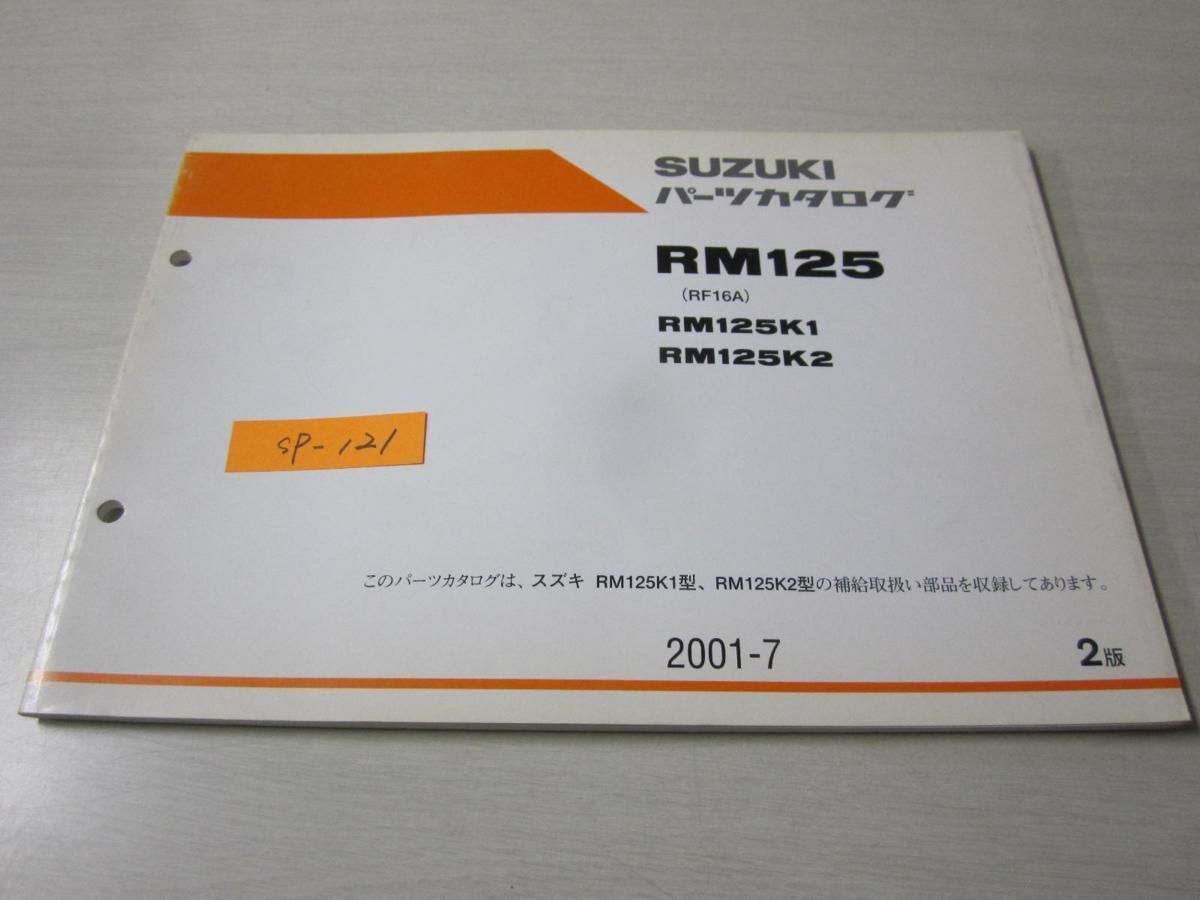 SUZUKI
パーツカタログ
RM125
(RF16A)
RM125K1
RM125K2
SP-121
このパーツカタログは、スズキ RM125K1型、RM125K2型の補給取扱い部品を収録してあります。
2001-7 2版